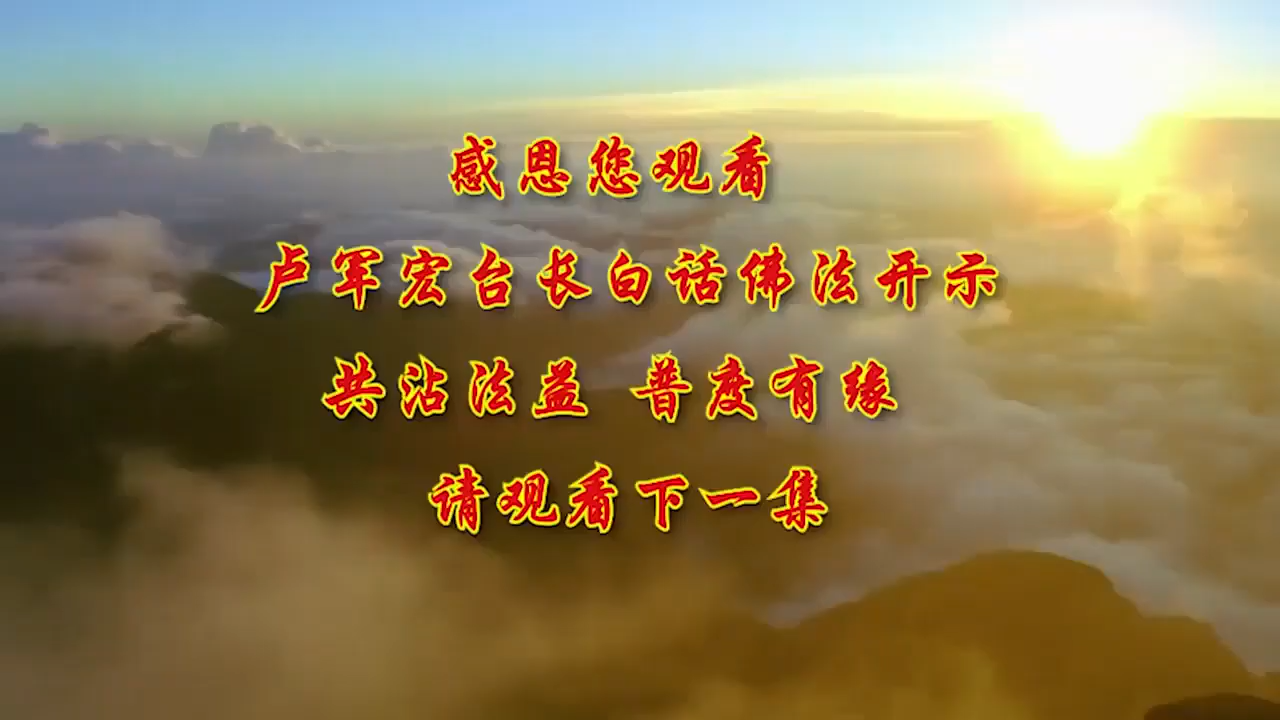 感恩您观看
卢军宏台长白话佛法开示
共沾法益 普度有缘
请观看下一集